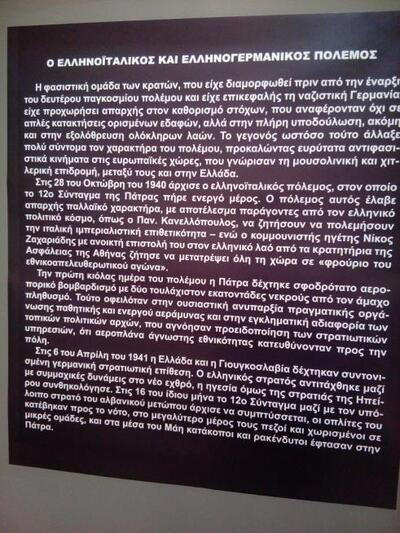 Ο ΕΛΛΗΝΟΪΤΑΛΙΚΟΣ ΚΑΙ ΕΛΛΗΝΟΓΕΡΜΑΝΙΚΟΣ ΠΟΛΕΜΟΣ
Η φασιστική ομάδα των κρατών, που είχε διαμορφωθεί πριν από την έναρξη
του δευτέρου παγκοσμίου πολέμου και είχε επικεφαλής τη ναζιστική Γερμανία
είχε προχωρήσει απαρχής στον καθορισμό στόχων, που αναφέρονταν όχι σε
απλές κατακτήσεις ορισμένων εδαφών, αλλά στην πλήρη υποδούλωση, ακόμη
και στην εξολόθρευση ολόκληρων λαών. Το γεγονός ωστόσο τούτο άλλαξε
πολύ σύντομα τον χαρακτήρα του πολέμου, προκαλώντας ευρύτατα αντιφασι-
στικά κινήματα στις ευρωπαϊκές χώρες, που γνώρισαν τη μουσολινική και χιτ-
λερική επιδρομή, μεταξύ τους και στην Ελλάδα.
Στις 28 του Οκτώβρη του 1940 άρχισε ο ελληνοϊταλικός πόλεμος, στον οποίο
το 12ο Σύνταγμα της Πάτρας πήρε ενεργό μέρος. Ο πόλεμος αυτός έλαβε
απαρχής παλλαϊκό χαρακτήρα, με αποτέλεσμα παράγοντες από τον ελληνικό
πολιτικό κόσμο, όπως ο Παν. Κανελλόπουλος, να ζητήσουν να πολεμήσουν
την ιταλική ιμπεριαλιστική επιθετικότητα – ενώ ο κομμουνιστής ηγέτης Νίκος
Ζαχαριάδης με ανοικτή επιστολή του στον ελληνικό λαό από τα κρατητήρια της
Ασφάλειας της Αθήνας ζήτησε να μετατρέψει όλη τη χώρα σε «φρούριο του
εθνικοαπελευθερωτικού αγώνα».
Την πρώτη κιόλας ημέρα του πολέμου η Πάτρα δέχτηκε σφοδρότατο αερο-
πορικό βομβαρδισμό με δύο τουλάχιστον εκατοντάδες νεκρούς από τον άμαχο
πληθυσμό. Τούτο οφειλόταν στην ουσιαστική ανυπαρξία πραγματικής οργά-
νωσης παθητικής και ενεργού αεράμυνας και στην εγκληματική αδιαφορία των
τοπικών πολιτικών αρχών, που αγνόησαν προειδοποίηση των στρατιωτικών
υπηρεσιών, ότι αεροπλάνα άγνωστης εθνικότητας κατευθύνονταν προς την
πόλη.
Στις 6 του Απρίλη του 1941 η Ελλάδα και η Γιουγκοσλαβία δέχτηκαν συντονι-
σμένη γερμανική στρατιωτική επίθεση. Ο ελληνικός στρατός αντιτάχθηκε μαζί
με συμμαχικές δυνάμεις στο νέο εχθρό, η ηγεσία όμως της στρατιάς της Ηπεί-
ρου συνθηκολόγησε. Στις 16 του ίδιου μήνα το 12ο Σύνταγμα μαζί με τον υπό-
λοιπο στρατό του αλβανικού μετώπου άρχισε να συμπτύσσεται, οι οπλίτες του
κατέβηκαν προς το νότο, στο μεγαλύτερο μέρος τους πεζοί και χωρισμένοι σε
μικρές ομάδες, και στα μέσα του Μάη κατάκοποι και ρακένδυτοι έφτασαν στην
Πάτρα.